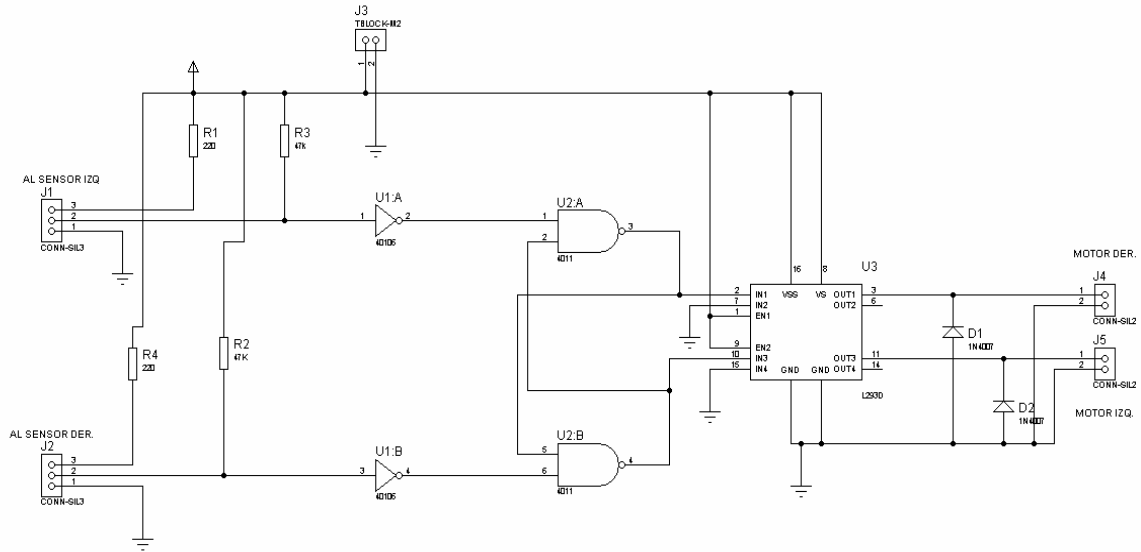 J3
TBLOCK-M2
1
2
R1
220
R3
47K
AL SENSOR IZQ
J1
3
2
1
CONN-SIL3
U1:A
1
2
40106
U2:A
1
2
3
4011
R4
220
R2
47K
U3
16
8
2
7
1
9
10
15
IN1
IN2
EN1
EN2
IN3
IN4
VSS
VS
OUT1
OUT2
OUT3
OUT4
GND
GND
3
6
11
14
L293D
MOTOR DER.
J4
1
2
CONN-SIL2
J5
1
2
CONN-SIL2
MOTOR IZQ.
D1
1N4007
D2
1N4007
AL SENSOR DER.
J2
3
2
1
CONN-SIL3
U1:B
3
4
40106
U2:B
5
6
4
4011